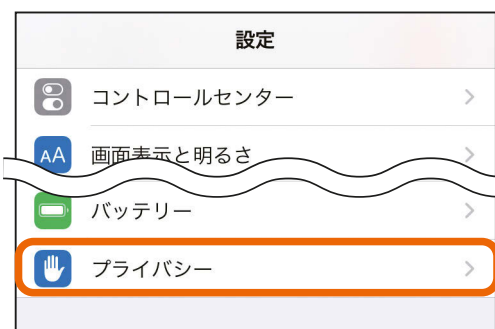 設定
コントロールセンター
AA
画面表示と明るさ
バッテリー
プライバシー